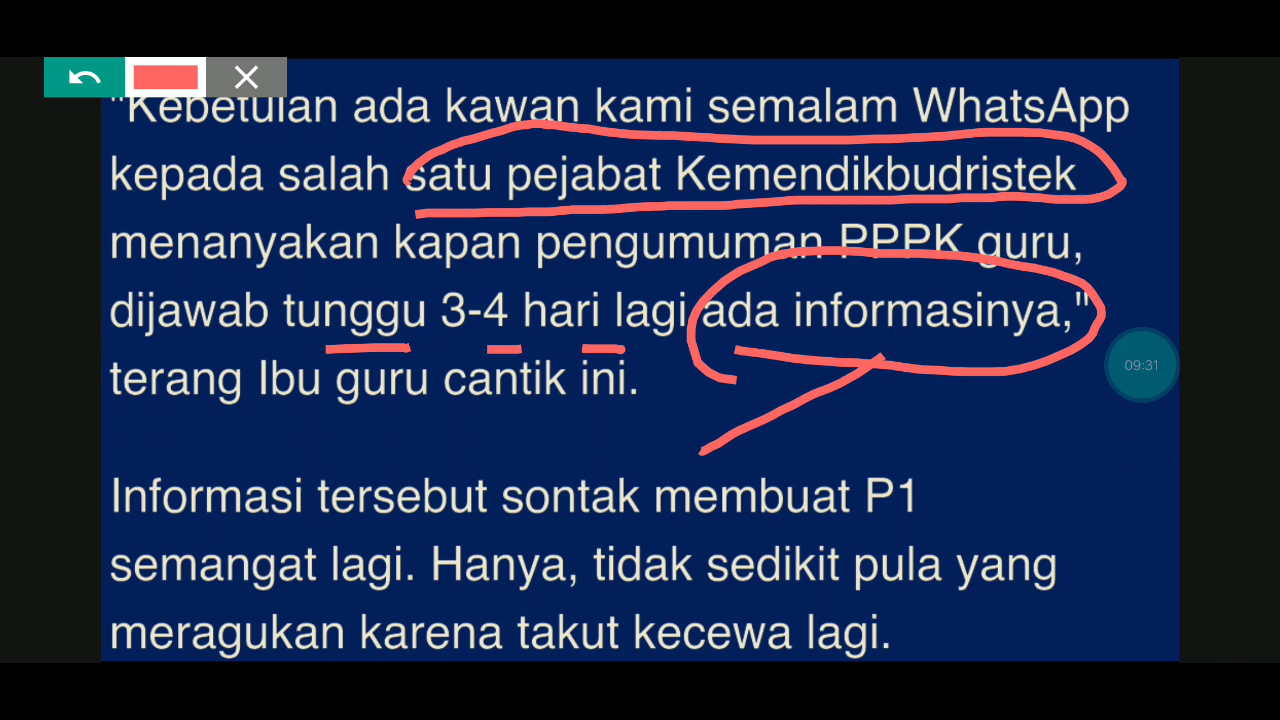 "Kebetulan ada kawan kami semalam WhatsApp
kepada salah satu pejabat Kemendikbudristek
menanyakan kapan pengumuman PPPK guru,
dijawab tunggu 3-4 hari lagi ada informasinya,"
09:31
terang Ibu guru cantik ini.
Informasi tersebut sontak membuat P1
semangat lagi. Hanya, tidak sedikit pula yang
meragukan karena takut kecewa lagi.